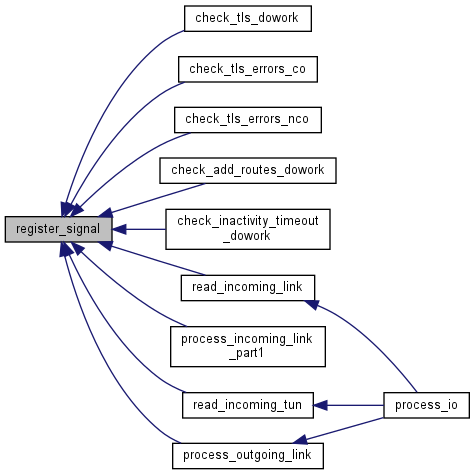 check_tls_dowork
check_tls_errors_co
check_tls_errors_nco
check_add_routes_dowork
register_signal
check_inactivity_timeout
_dowork
read_incoming_link
process_incoming_link
_part1
read_incoming_tun
process_io
process_outgoing_link